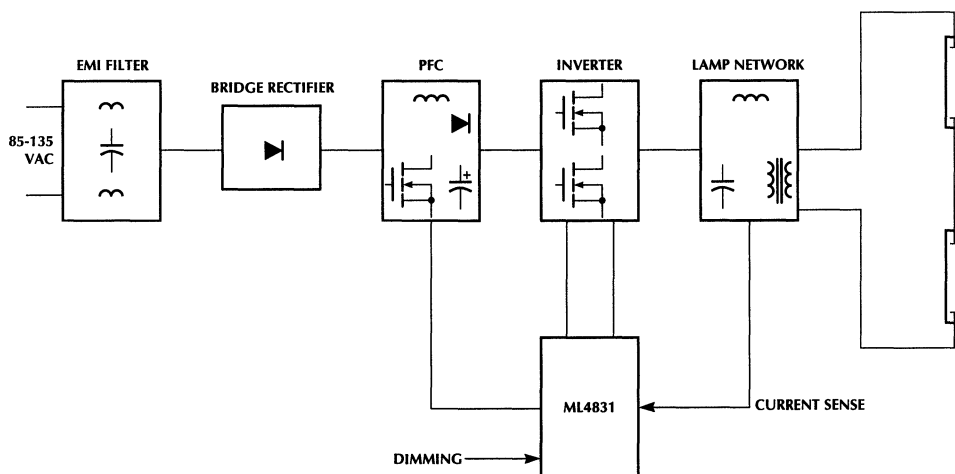 EMI FILTER
BRIDGE RECTIFIER
PFC
INVERTER
LAMP NETWORK
85-135
VAC
+
ML4831
CURRENT SENSE
DIMMING